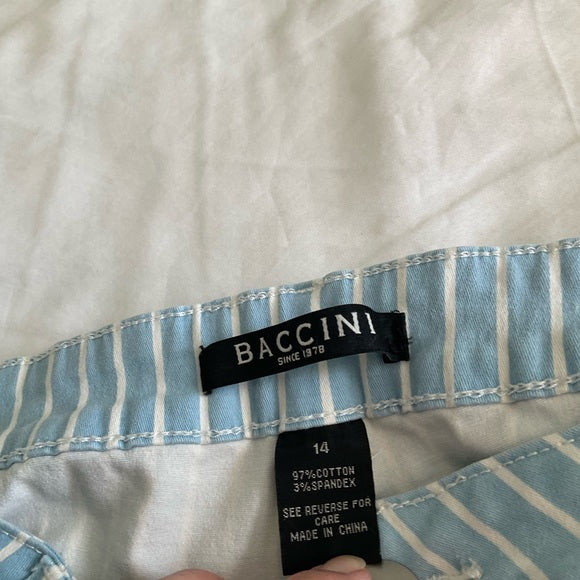 BACCINI
SINCE 1978
14
97%COTTON
3%SPANDEX
SEE REVERSE FOR
CARE
MADE IN CHINA